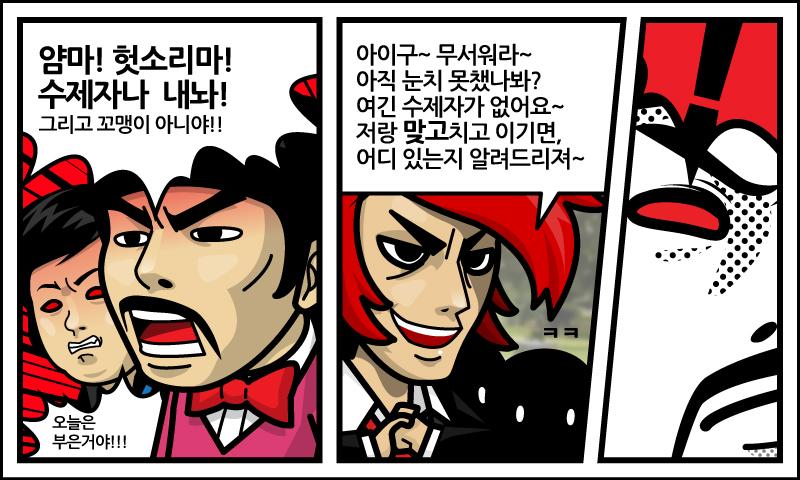 얌마! 헛소리마!
수제자나 내놔!
그리고 꼬맹이 아니야!!
오늘은
부은거야!!!
아이구~ 무서워라~
아직 눈치 못챘나봐?
여긴 수제자가 없어요~
저랑 맞고치고 이기면,
어디 있는지 알려드리져~
ㅋㅋ